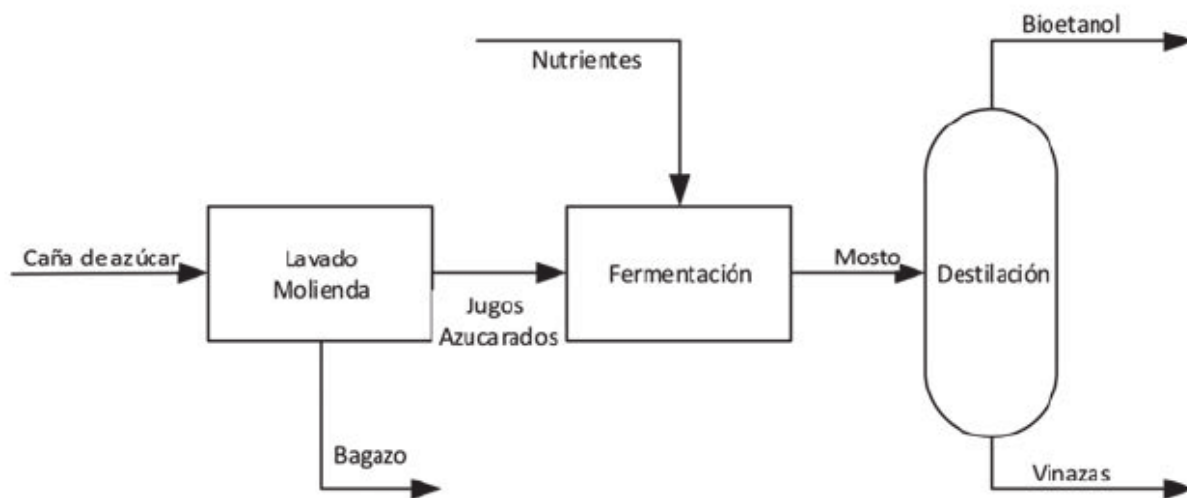 Bioetanol
Nutrientes
Caña de azúcar
Lavado
Molienda
Jugos
Azucarados
Fermentación
Mosto
Destilación
Bagazo
Vinazas